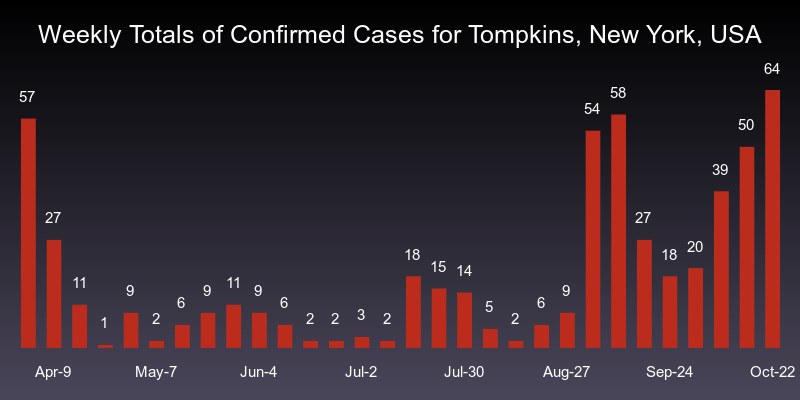 Weekly Totals of Confirmed Cases for Tompkins, New York, USA
57 27 11 1 9 2 6 9 11 9 6 2 2 3 2 18 15 14 5 2 6 9 54 58 27 18 20 39 50 64
Apr-9 May-7 Jun-4 Jul-2 Jul-30 Aug-27 Sep-24 Oct-22